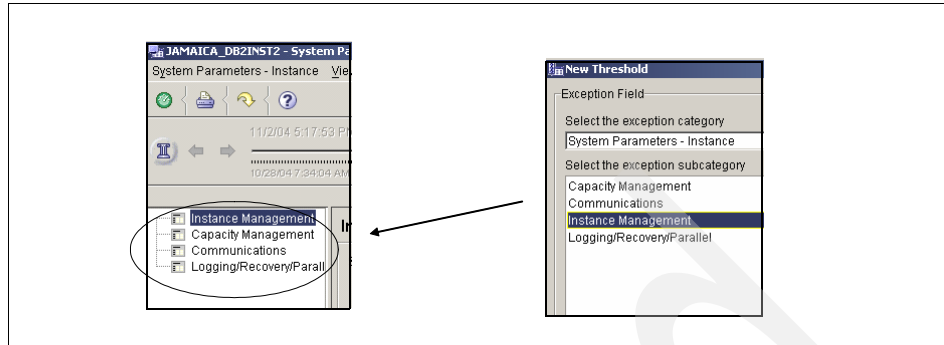 JAMAICA_DB2INST2 - System Pa
System Parameters - Instance Vie
11/2/04 5:17:53 PM
10/28/04 7:34:04 AM
Instance Management
Capacity Management
Communications
Logging/Recovery/Parall
New Threshold
Exception Field
Select the exception category
System Parameters - Instance
Select the exception subcategory
Capacity Management
Communications
Instance Management
Logging/Recovery/Parallel